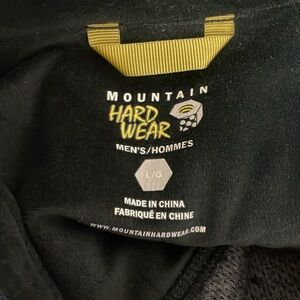 MOUNTAIN
HARD
WEAR
MEN'S/HOMMES
L/G
MADE IN CHINA
FABRIQUÉ EN CHINE
WWW.MOUNTAINHARDWEAR.COM